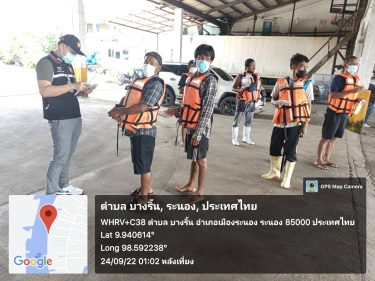 GPS Map Camera
ตำบล บางริ้น, ระนอง, ประเทศไทย
WHRV+C38 ตำบล บางริ้น อำเภอเมืองระนอง ระนอง 85000 ประเทศไทย
Lat 9.940614°
Long 98.592238°
24/09/22 01:02 หลังเที่ยง
Google